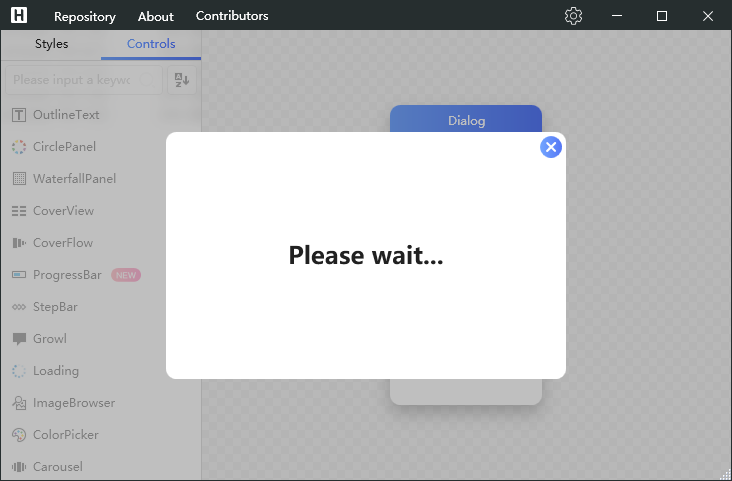 H Repository About Contributors
Styles Controls
Please input a keywo
OutlineText
CirclePanel
WaterfallPanel
CoverView
CoverFlow
ProgressBar NEW
StepBar
Growl
Loading
ImageBrowser
ColorPicker
Carousel
Dialog
Please wait...